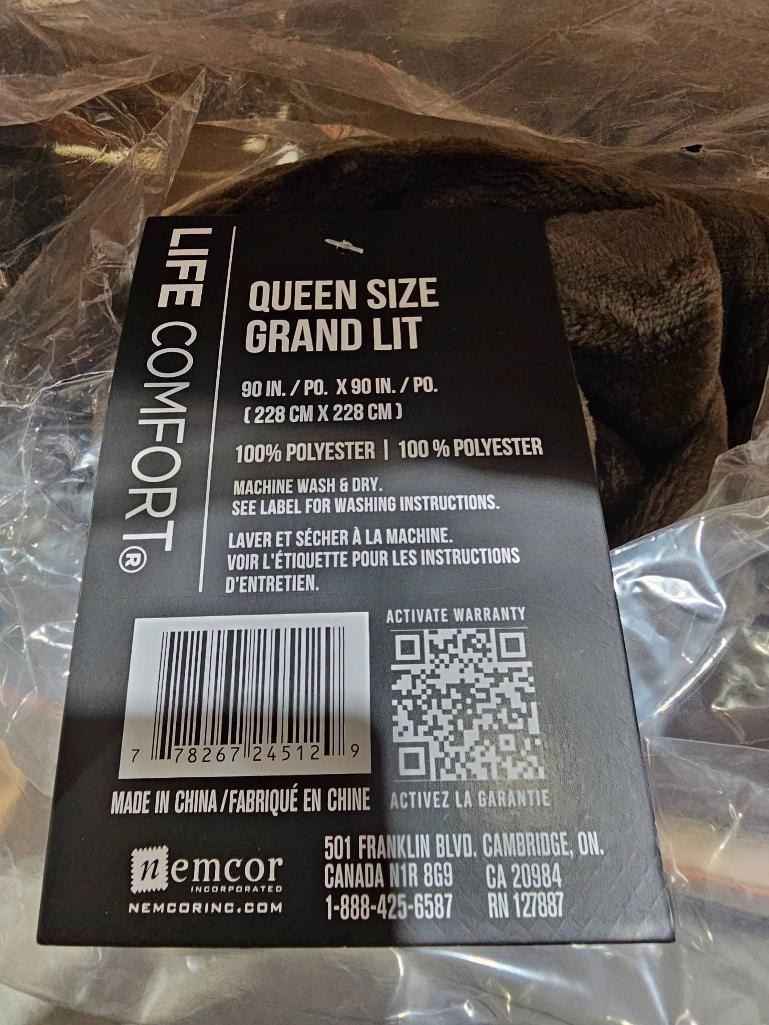 LIFE COMFORT®
QUEEN SIZE
GRAND LIT
90 IN. / PO. X 90 IN. / PO.
( 228 CM X 228 CM )
100% POLYESTER | 100 % POLYESTER
MACHINE WASH & DRY.
SEE LABEL FOR WASHING INSTRUCTIONS.
LAVER ET SÉCHER À LA MACHINE.
VOIR L'ÉTIQUETTE POUR LES INSTRUCTIONS
D'ENTRETIEN.
ACTIVATE WARRANTY
7 78267 24512 9
ACTIVEZ LA GARANTIE
MADE IN CHINA / FABRIQUÉ EN CHINE
nemcor
INCORPORATED
NEMCORINC.COM
501 FRANKLIN BLVD. CAMBRIDGE, ON.
CANADA N1R 8G9 CA 20984
1-888-425-6587 RN 127887